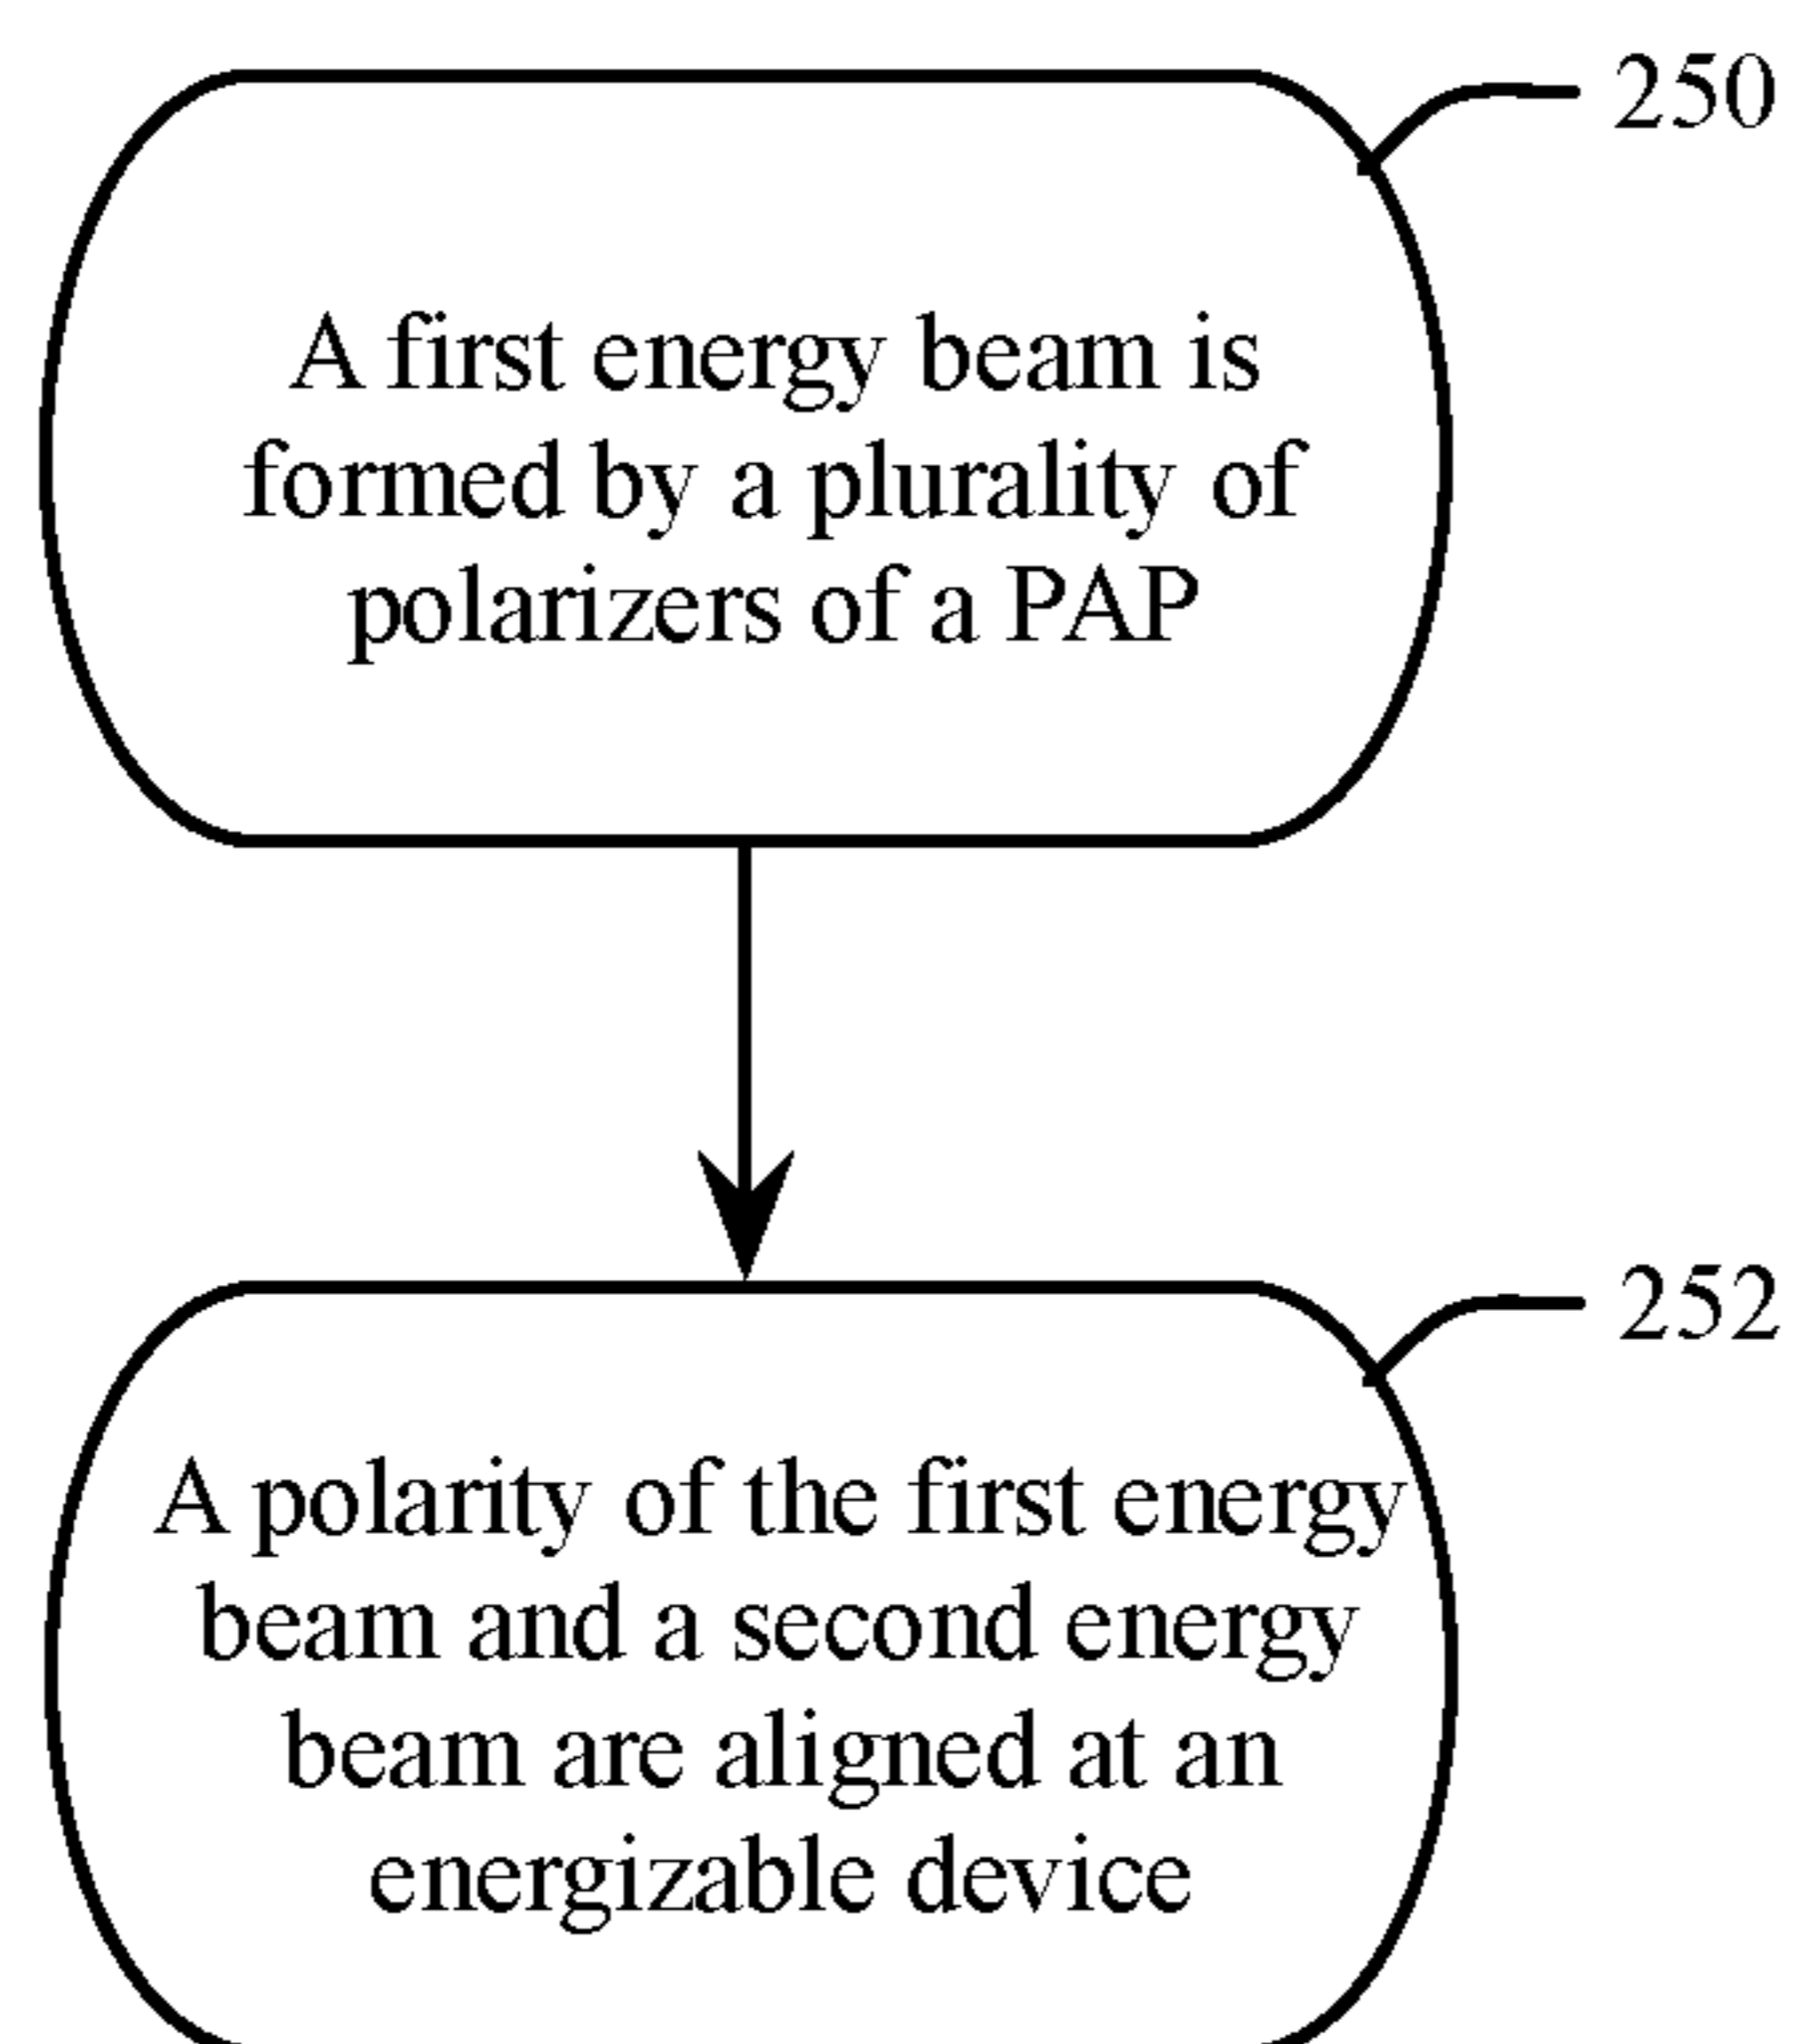 250
A first energy beam is
formed by a plurality of
polarizers of a PAP
252
A polarity of the first energy
beam and a second energy
beam are aligned at an
energizable device